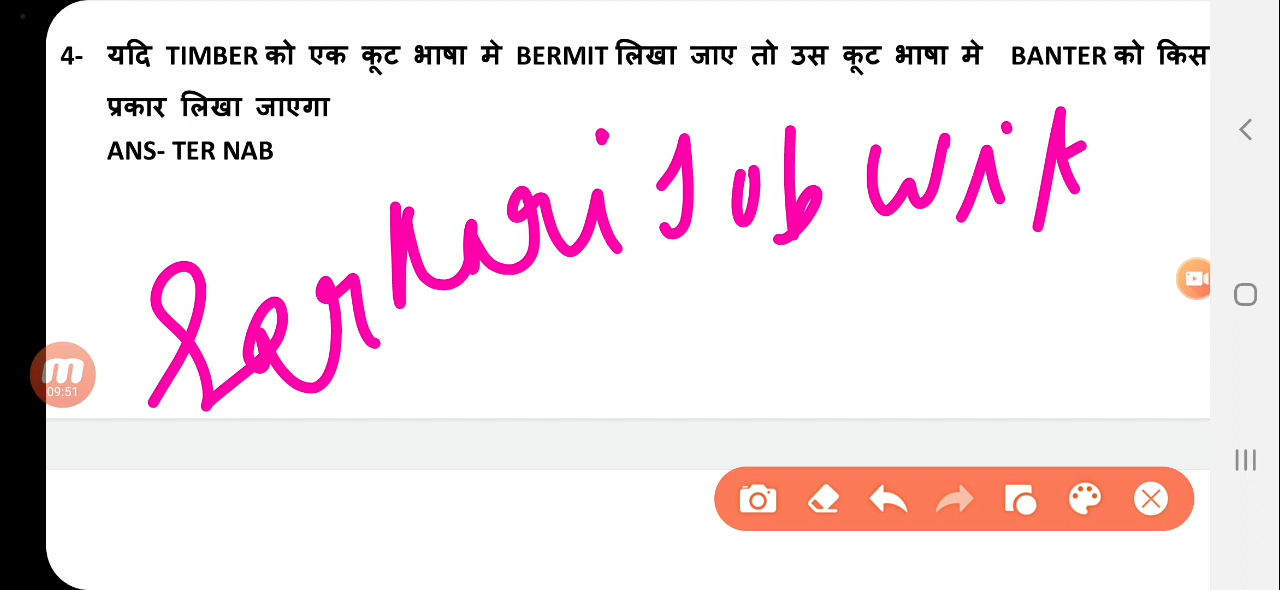 4- यदि TIMBER को एक कूट भाषा मे BERMIT लिखा जाए तो उस कूट भाषा मे BANTER को किस
प्रकार लिखा जाएगा
ANS- TER NAB
Sarkari Job wik
m
09:51